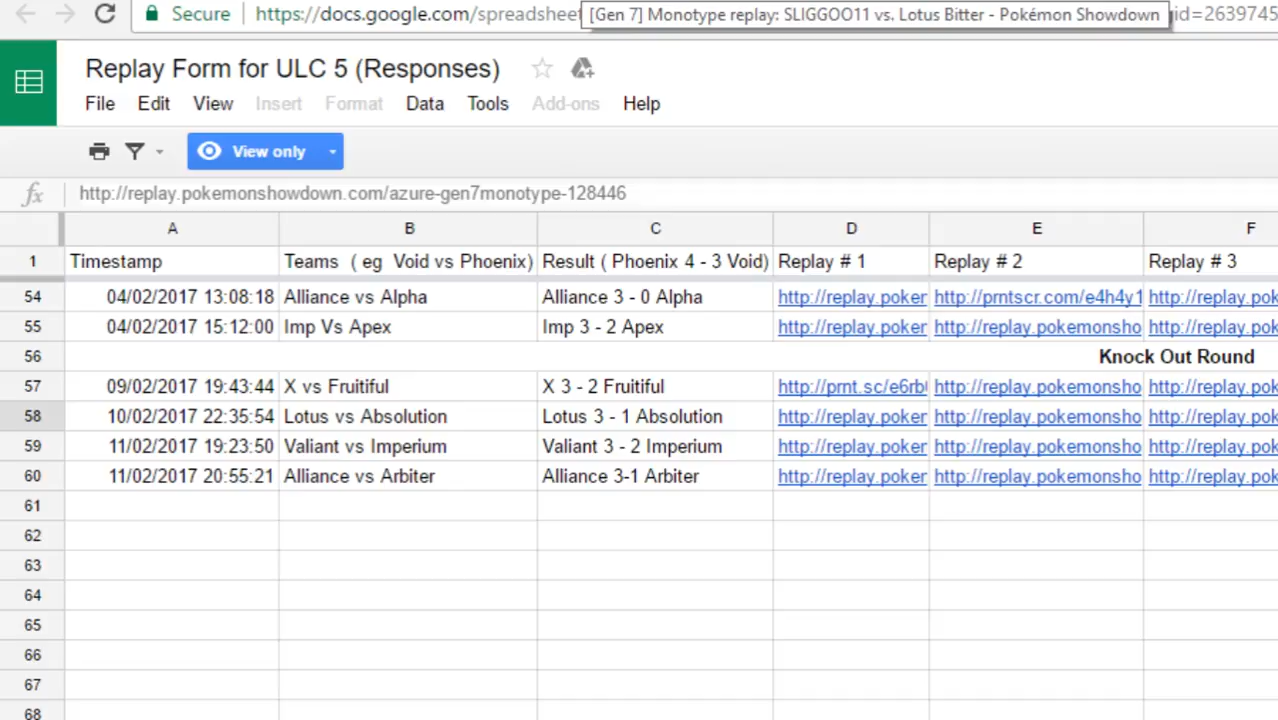 Secure https://docs.google.com/spreadsheet [Gen 7] Monotype replay: SLIGGOO11 vs. Lotus Bitter - Pokémon Showdown gid=2639745
Replay Form for ULC 5 (Responses)
File Edit View Insert Format Data Tools Add-ons Help
View only
fx http://replay.pokemonshowdown.com/azure-gen7monotype-128446
A B C D E F
1 Timestamp Teams ( eg Void vs Phoenix) Result ( Phoenix 4 - 3 Void) Replay # 1 Replay # 2 Replay # 3
54 04/02/2017 13:08:18 Alliance vs Alpha Alliance 3 - 0 Alpha http://replay.poker http://prntscr.com/e4h4y1 http://replay.pok
55 04/02/2017 15:12:00 Imp Vs Apex Imp 3 - 2 Apex http://replay.poker http://replay.pokemonsho http://replay.pok
56 Knock Out Round
57 09/02/2017 19:43:44 X vs Fruitiful X 3 - 2 Fruitiful http://prnt.sc/e6rb http://replay.pokemonsho http://replay.pok
58 10/02/2017 22:35:54 Lotus vs Absolution Lotus 3 - 1 Absolution http://replay.poker http://replay.pokemonsho http://replay.pok
59 11/02/2017 19:23:50 Valiant vs Imperium Valiant 3 - 2 Imperium http://replay.poker http://replay.pokemonsho http://replay.pok
60 11/02/2017 20:55:21 Alliance vs Arbiter Alliance 3-1 Arbiter http://replay.poker http://replay.pokemonsho http://replay.pok
61
62
63
64
65
66
67
68